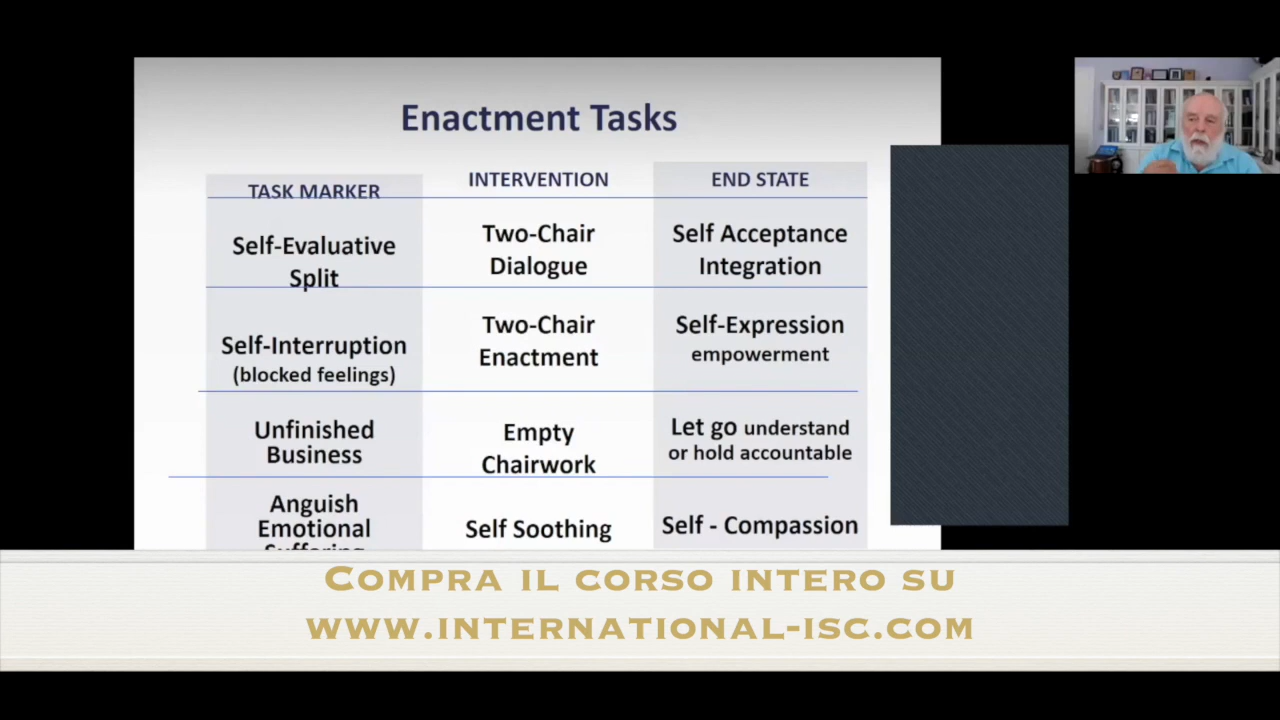 Enactment Tasks
TASK MARKER
INTERVENTION
END STATE
Self-Evaluative
Split
Two-Chair
Dialogue
Self Acceptance
Integration
Self-Interruption
(blocked feelings)
Two-Chair
Enactment
Self-Expression
empowerment
Unfinished
Business
Empty
Chairwork
Let go understand
or hold accountable
Anguish
Emotional
Suffering
Self Soothing
Self - Compassion
COMPRA IL CORSO INTERO SU
WWW.INTERNATIONAL-ISC.COM